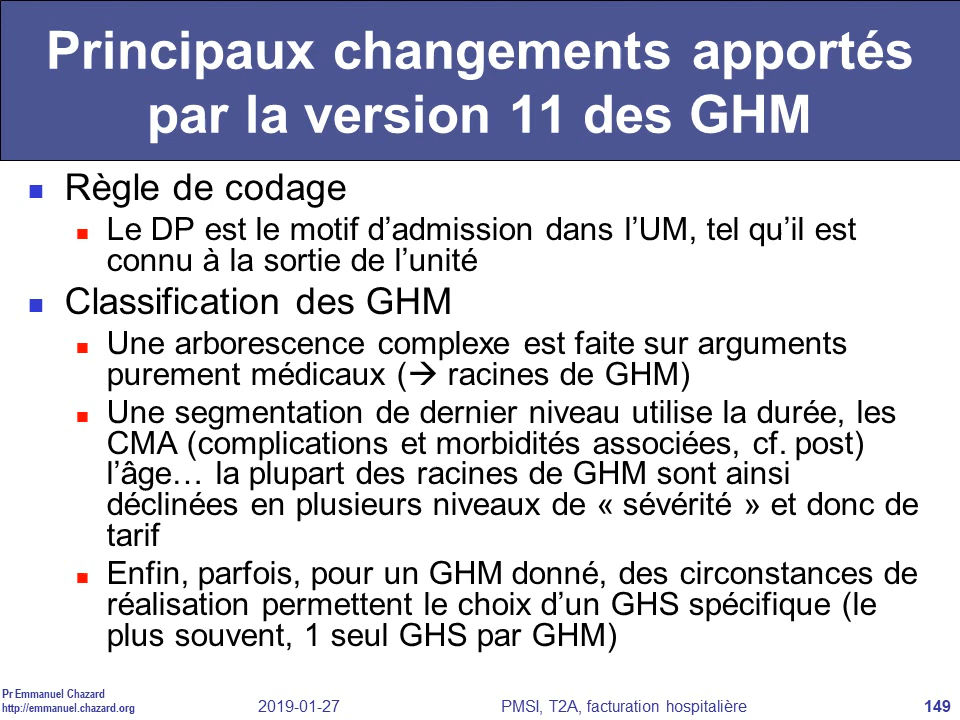 Principaux changements apportés
par la version 11 des GHM
Règle de codage
Le DP est le motif d’admission dans l’UM, tel qu’il est
connu à la sortie de l’unité
Classification des GHM
Une arborescence complexe est faite sur arguments
purement médicaux (→ racines de GHM)
Une segmentation de dernier niveau utilise la durée, les
CMA (complications et morbidités associées, cf. post)
l’âge… la plupart des racines de GHM sont ainsi
déclinées en plusieurs niveaux de « sévérité » et donc de
tarif
Enfin, parfois, pour un GHM donné, des circonstances de
réalisation permettent le choix d’un GHS spécifique (le
plus souvent, 1 seul GHS par GHM)
Pr Emmanuel Chazard
http://emmanuel.chazard.org
2019-01-27
PMSI, T2A, facturation hospitalière
149